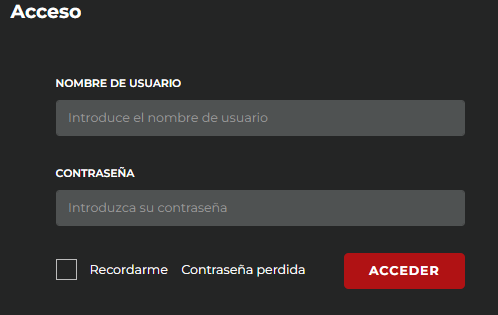 Acceso
NOMBRE DE USUARIO
Introduce el nombre de usuario
CONTRASEÑA
Introduzca su contraseña
Recordarme Contraseña perdida ACCEDER